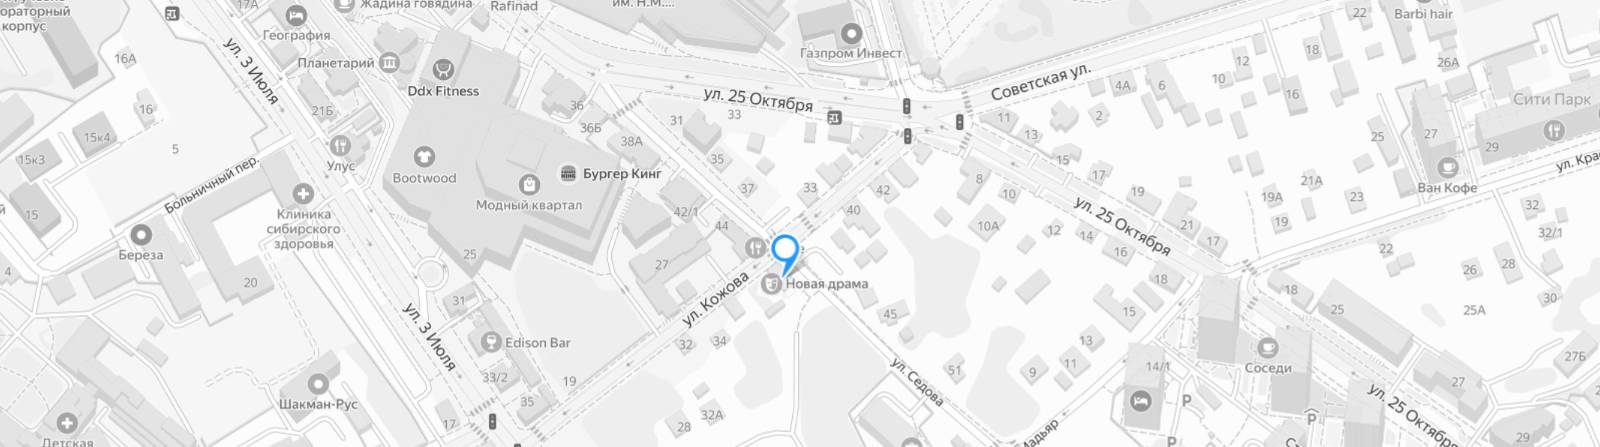 17А
География
Жадина говядина
Rafinad
им. Н.М....
Газпром Инвест
22
Barbi hair
ораторный
корпус
16А
ул. 3 Июля
Планетарий
Ddx Fitness
ул. 25 Октября
Советская ул.
4А
6
10
12
18
26А
16
21Б
36
36Б
38А
31
33
11
13
2
16
Сити Парк
15к4
15к3
5
Улус
Bootwood
Бургер Кинг
35
37
33
42
15
17
19
25
27
29
ул. Кра
Больничный пер.
Модный квартал
8
10
Ван Кофе
15
Клиника
сибирского
здоровья
42/1
44
40
10А
12
14
16
ул. 25 Октября
21
17
19А
21А
19
23
32
32/1
Береза
4
20
25
27
18
22
26
28
30
ул. 3 Июля
31
ул. Кожова
Новая драма
45
15
18
25
25А
Edison Bar
32
34
13
11
9
51
14/1
Соседи
27Б
33/2
19
35
ул. Седова
27
Шакман-Рус
17
32А
28
ул. 25 Октября
29
P
P
Детская
Мадьяр